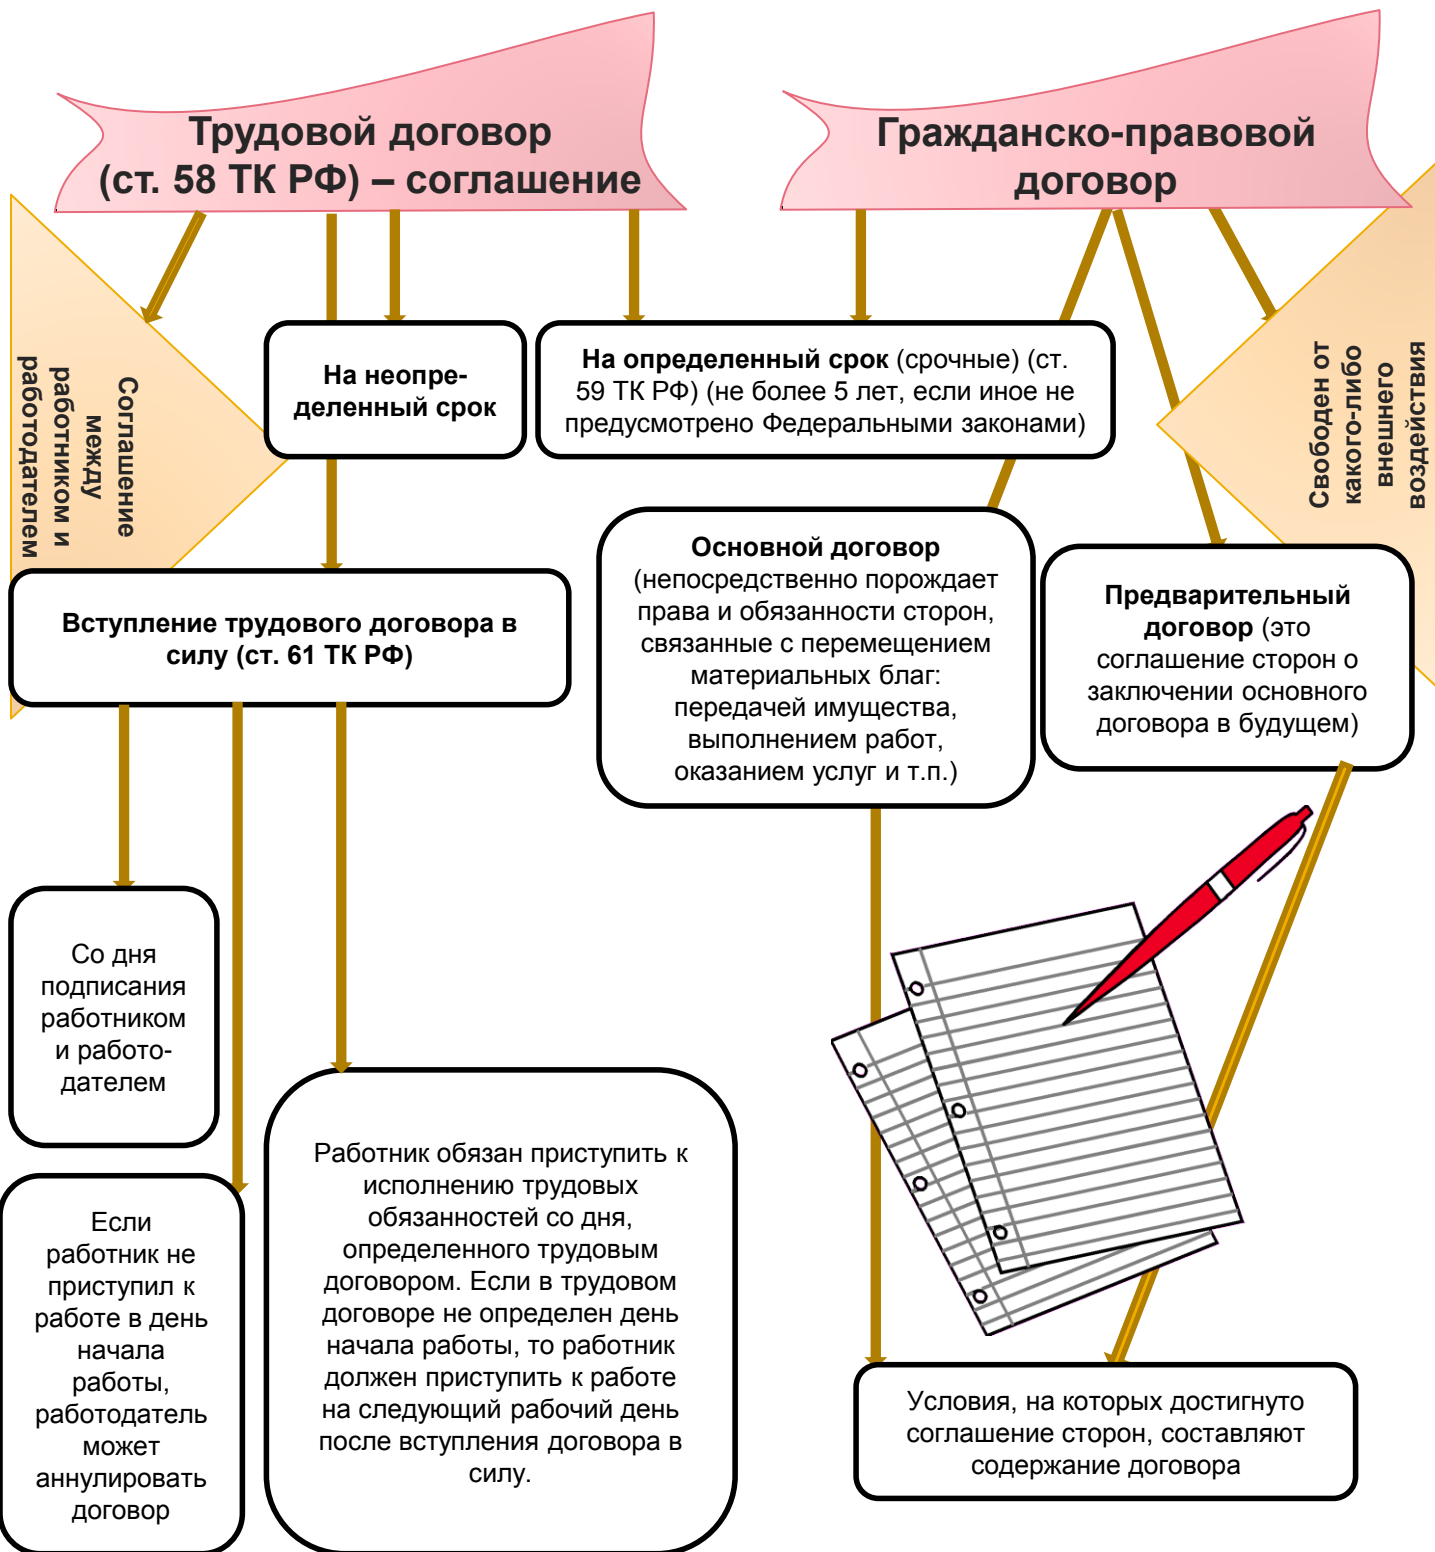 Трудовой договор
(ст. 58 ТК РФ) – соглашение
Гражданско-правовой
договор
Соглашение
между
работником и
работодателем
На неопре-
деленный срок
На определенный срок (срочные) (ст.
59 ТК РФ) (не более 5 лет, если иное не
предусмотрено Федеральными законами)
Свободен от
какого-либо
внешнего
воздействия
Вступление трудового договора в
силу (ст. 61 ТК РФ)
Основной договор
(непосредственно порождает
права и обязанности сторон,
связанные с перемещением
материальных благ:
передачей имущества,
выполнением работ,
оказанием услуг и т.п.)
Предварительный
договор (это
соглашение сторон о
заключении основного
договора в будущем)
Со дня
подписания
работником
и работо-
дателем
Если
работник не
приступил к
работе в день
начала
работы,
работодатель
может
аннулировать
договор
Работник обязан приступить к
исполнению трудовых
обязанностей со дня,
определенного трудовым
договором. Если в трудовом
договоре не определен день
начала работы, то работник
должен приступить к работе
на следующий рабочий день
после вступления договора в
силу.
Условия, на которых достигнуто
соглашение сторон, составляют
содержание договора